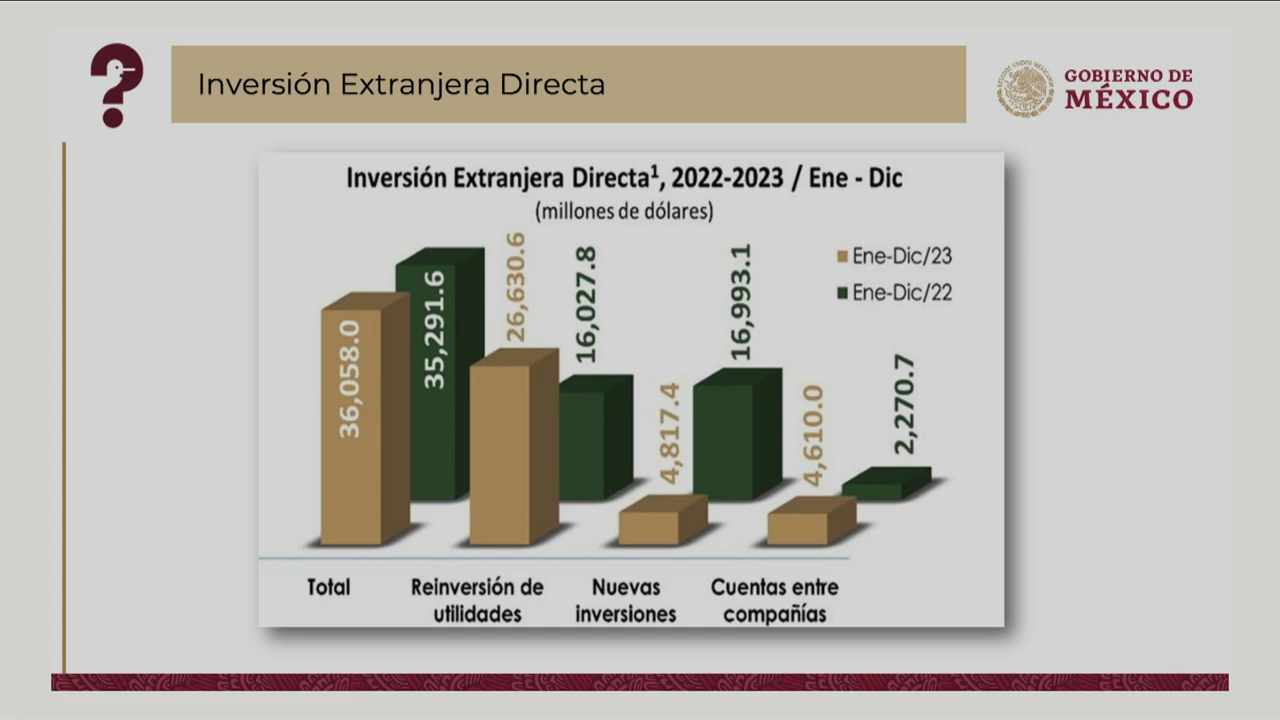 Inversión Extranjera Directa
GOBIERNO DE
MÉXICO
Inversión Extranjera Directa¹, 2022-2023 / Ene - Dic
(millones de dólares)
Ene-Dic/23
Ene-Dic/22
36,058.0
35,291.6
26,630.6
16,027.8
4,817.4
16,993.1
4,610.0
2,270.7
Total
Reinversión de
utilidades
Nuevas
inversiones
Cuentas entre
compañías